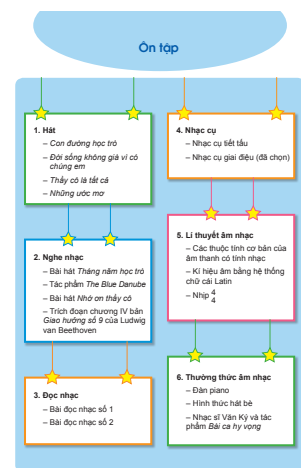 Ôn tập
1. Hát
– Con đường học trò
– Đời sống không già vì có
chúng em
– Thầy cô là tất cả
– Những ước mơ
2. Nghe nhạc
– Bài hát Tháng năm học trò
– Tác phẩm The Blue Danube
– Bài hát Nhớ ơn thầy cô
– Trích đoạn chương IV bản
Giao hưởng số 9 của Ludwig
van Beethoven
3. Đọc nhạc
– Bài đọc nhạc số 1
– Bài đọc nhạc số 2
4. Nhạc cụ
– Nhạc cụ tiết tấu
– Nhạc cụ giai điệu (đã chọn)
5. Lí thuyết âm nhạc
– Các thuộc tính cơ bản của
âm thanh có tính nhạc
– Kí hiệu âm bằng hệ thống
chữ cái Latin
– Nhịp 4/4
6. Thường thức âm nhạc
– Đàn piano
– Hình thức hát bè
– Nhạc sĩ Văn Ký và tác
phẩm Bài ca hy vọng